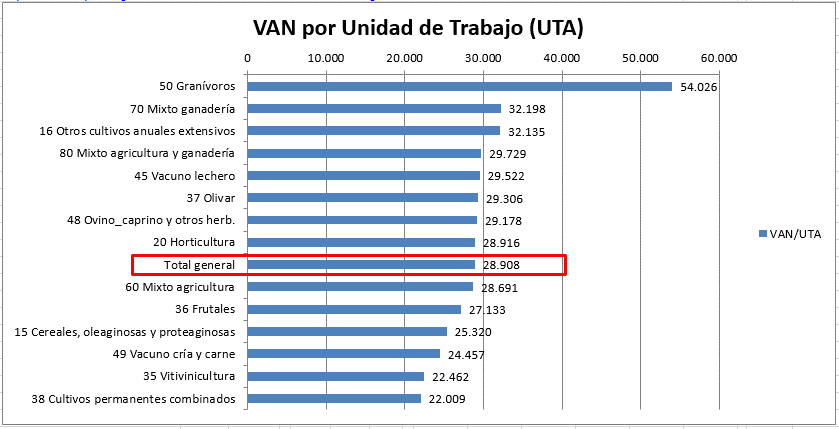 VAN por Unidad de Trabajo (UTA)
0 10.000 20.000 30.000 40.000 50.000 60.000
50 Granívoros 54.026
70 Mixto ganadería 32.198
16 Otros cultivos anuales extensivos 32.135
80 Mixto agricultura y ganadería 29.729
45 Vacuno lechero 29.522
37 Olivar 29.306
48 Ovino_caprino y otros herb. 29.178
20 Horticultura 28.916
VAN/UTA
Total general 28.908
60 Mixto agricultura 28.691
36 Frutales 27.133
15 Cereales, oleaginosas y proteaginosas 25.320
49 Vacuno cría y carne 24.457
35 Vitivinicultura 22.462
38 Cultivos permanentes combinados 22.009